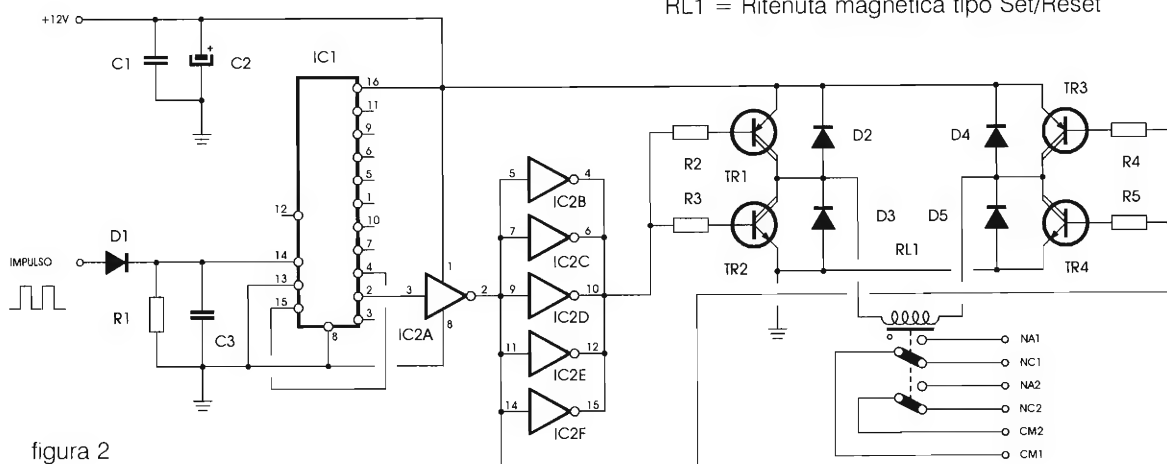 RL1 = Ritenuta magnetica tipo Set/Reset
+12V
C1
+
C2
IC1
16
11
9
6
5
1
10
7
4
2
3
12
14
13
15
8
IMPULSO
D1
R1
C3
3
1
2
8
IC2A
5
4
IC2B
7
6
IC2C
9
10
IC2D
11
12
IC2E
14
15
IC2F
R2
R3
TR1
TR2
D2
D3
D4
D5
TR3
TR4
R4
R5
RL1
NA1
NC1
NA2
NC2
CM2
CM1
figura 2